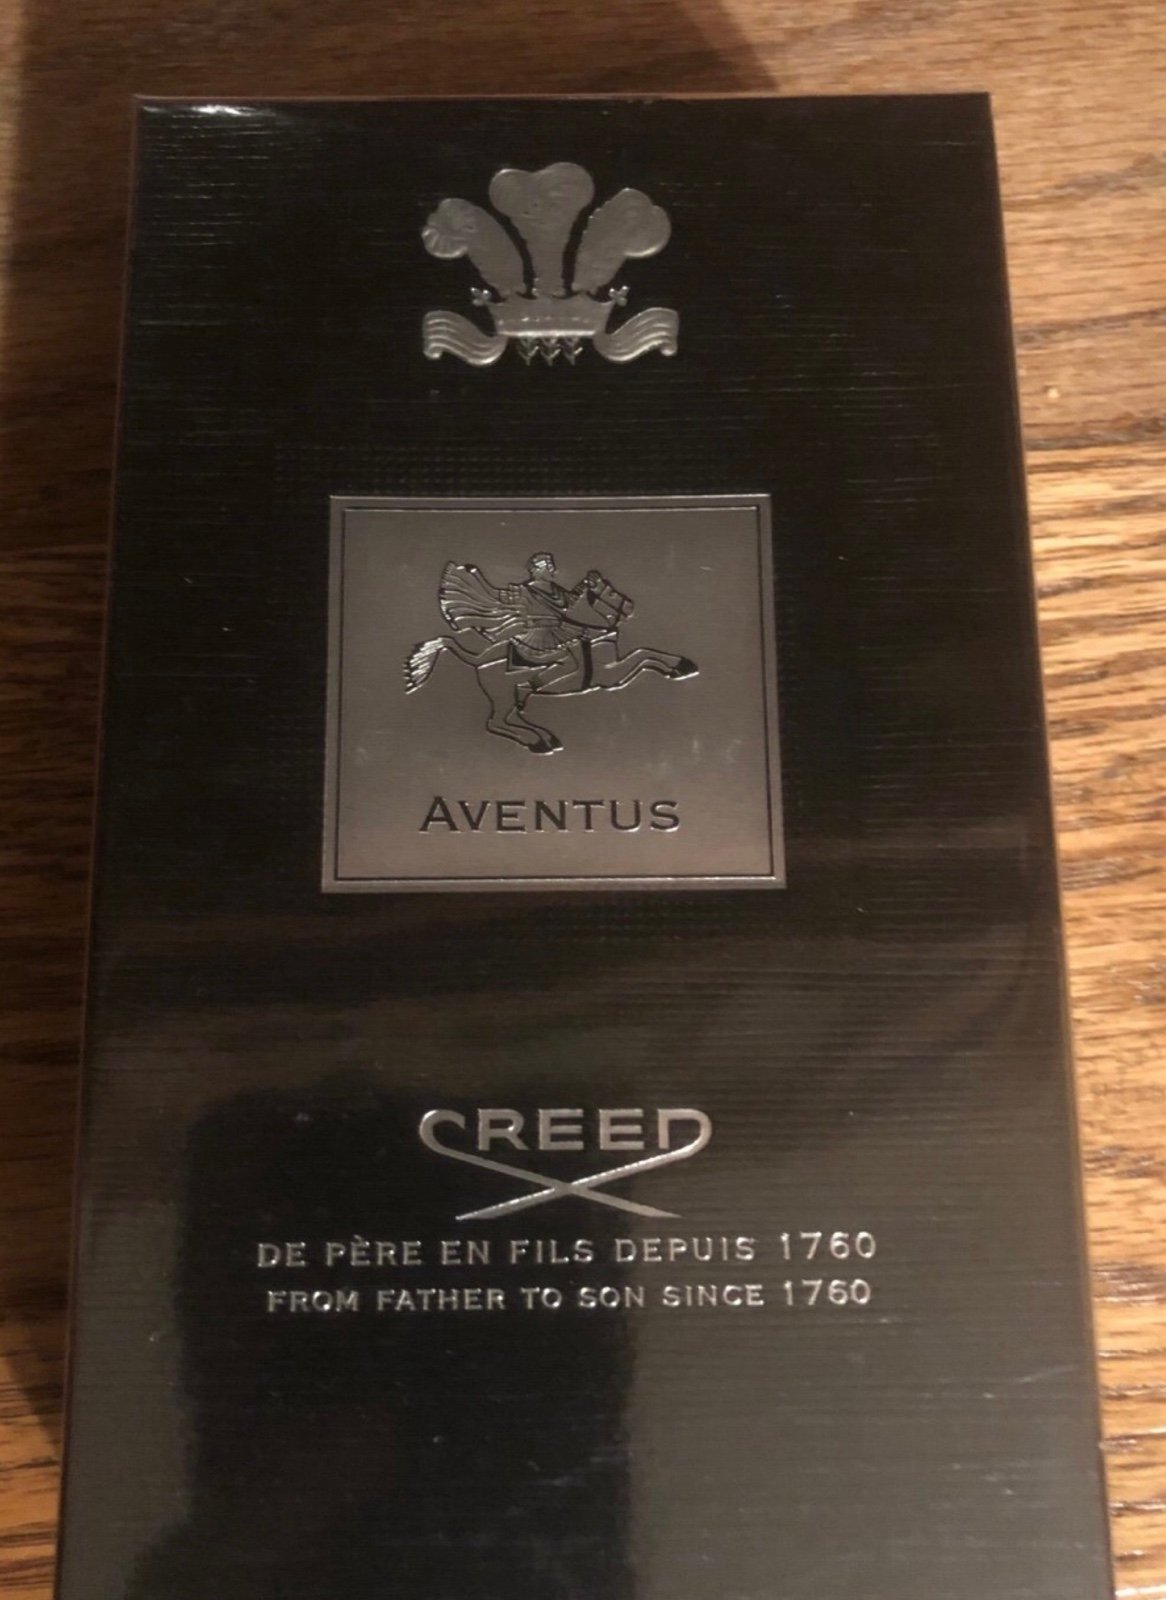 AVENTUS
CREED
DE PÈRE EN FILS DEPUIS 1760
FROM FATHER TO SON SINCE 1760